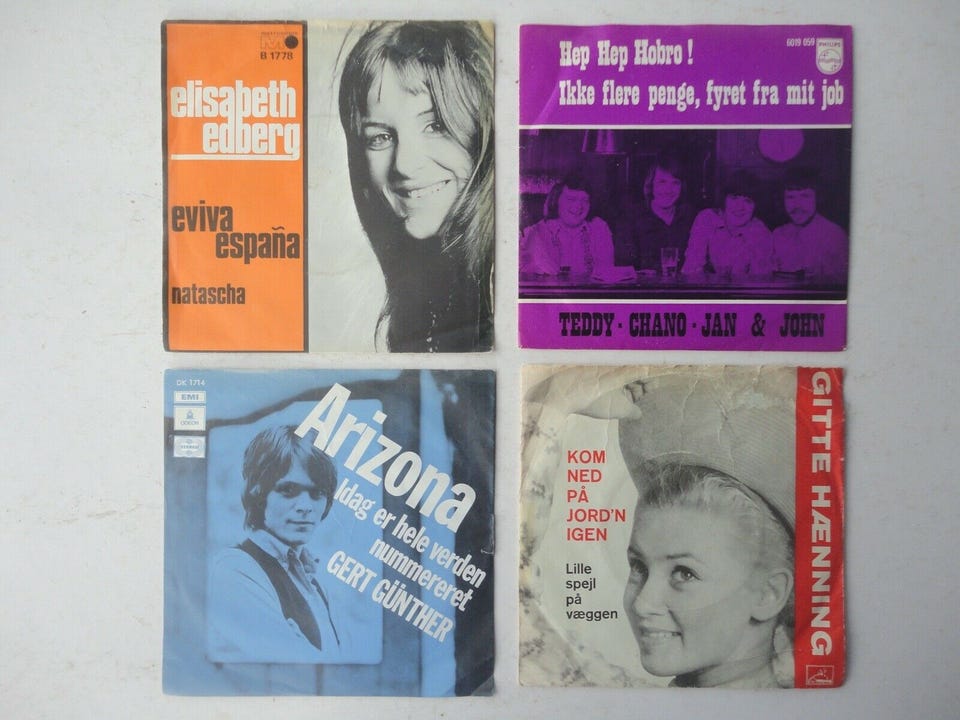 B 1778
elisabeth
edberg
eviva
españa
natascha
Hep Hep Hobro !
6019 059
PHILIPS
Ikke flere penge, fyret fra mit job
TEDDY · CHANO · JAN & JOHN
DK 1714
EMI
ODEON
STEREO
Arizona
Idag er hele verden
nummereret
GERT GÜNTHER
KOM
NED
PÅ
JORD'N
IGEN
Lille
spejl
på
væggen
GITTE HÆNNING